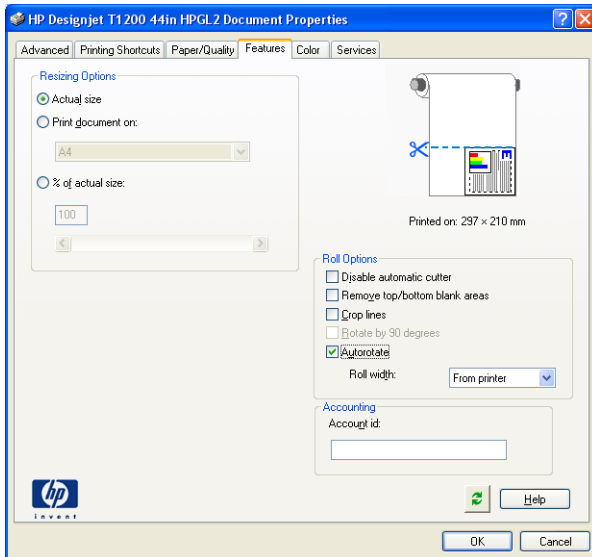 HP Designjet T1200 44in HPGL2 Document Properties
Advanced Printing Shortcuts Paper/Quality Features Color Services
Resizing Options
Actual size
Print document on:
A4
% of actual size:
100
Printed on: 297 × 210 mm
Roll Options
Disable automatic cutter
Remove top/bottom blank areas
Crop lines
Rotate by 90 degrees
Autorotate
Roll width: From printer
Accounting
Account id:
hp
invent
Help
OK Cancel